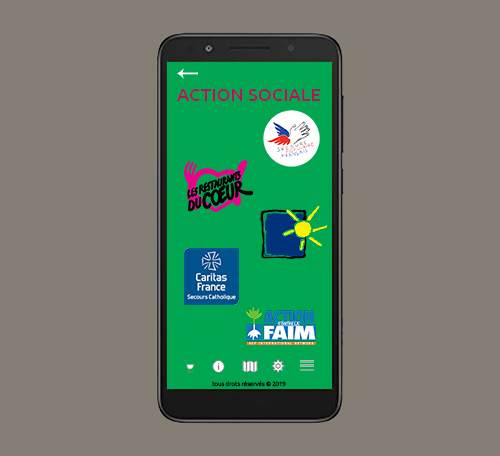 ACTION SOCIALE
SECOURS
POPULAIRE
FRANÇAIS
LES RESTAURANTS
DU CŒUR
Caritas
France
Secours Catholique
ACTION
CONTRE LA
FAIM
ACF INTERNATIONAL NETWORK
i
tous droits réservés © 2019